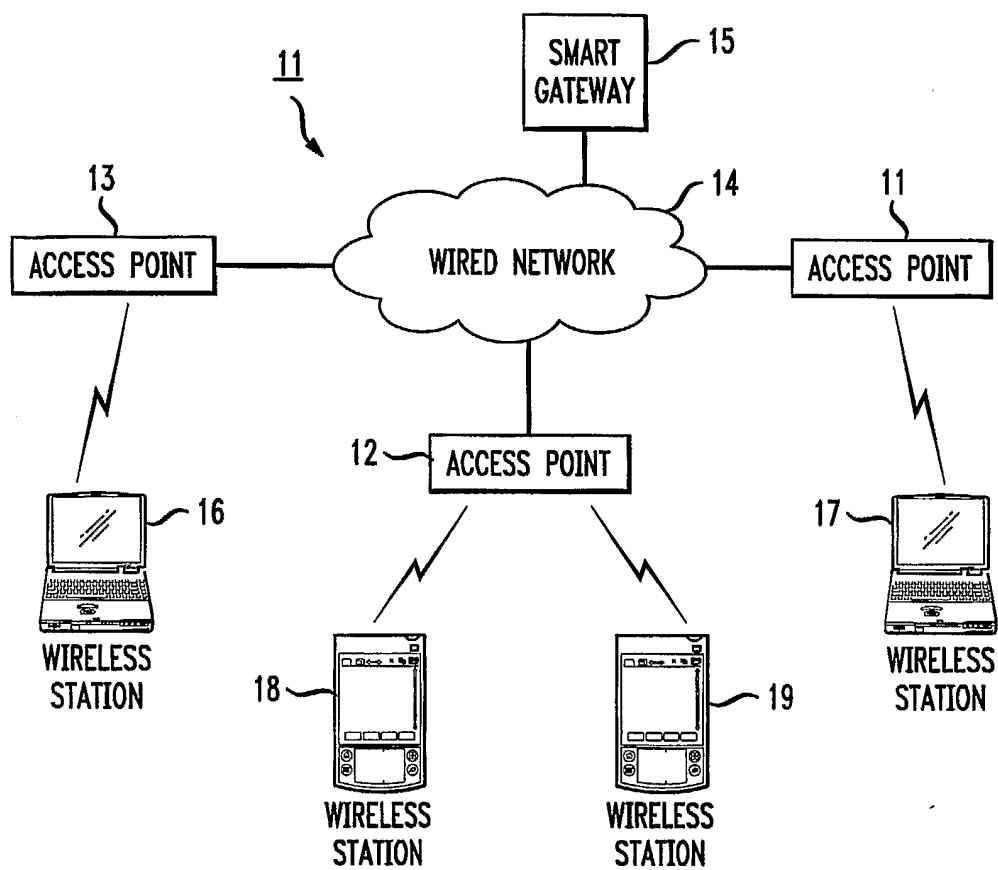 SMART
GATEWAY
15
11
13
14
11
ACCESS POINT
WIRED NETWORK
ACCESS POINT
12
ACCESS POINT
16
17
WIRELESS
STATION
WIRELESS
STATION
18
19
WIRELESS
STATION
WIRELESS
STATION